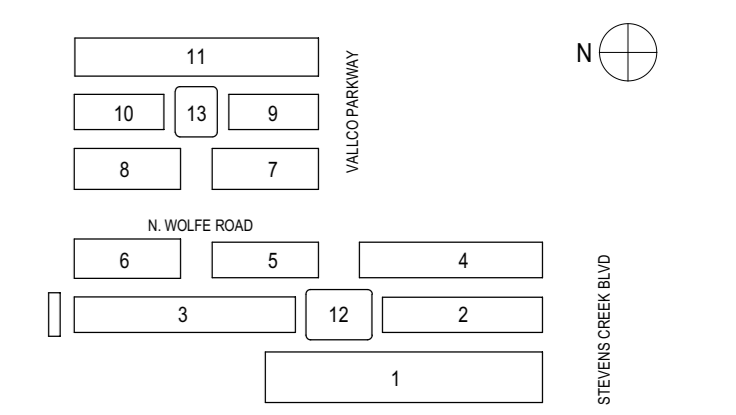 11
N
10 13 9
VALLCO PARKWAY
8 7
N. WOLFE ROAD
6 5 4
3 12 2
STEVENS CREEK BLVD
1